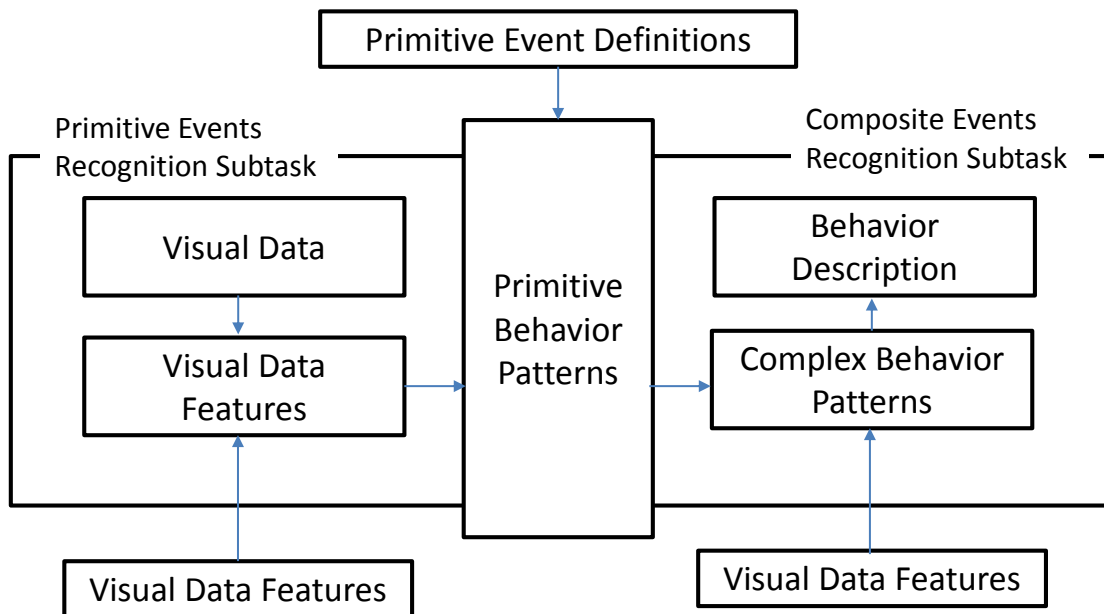 Primitive Event Definitions
Primitive Events
Recognition Subtask
Composite Events
Recognition Subtask
Visual Data
Visual Data
Features
Primitive
Behavior
Patterns
Behavior
Description
Complex Behavior
Patterns
Visual Data Features
Visual Data Features